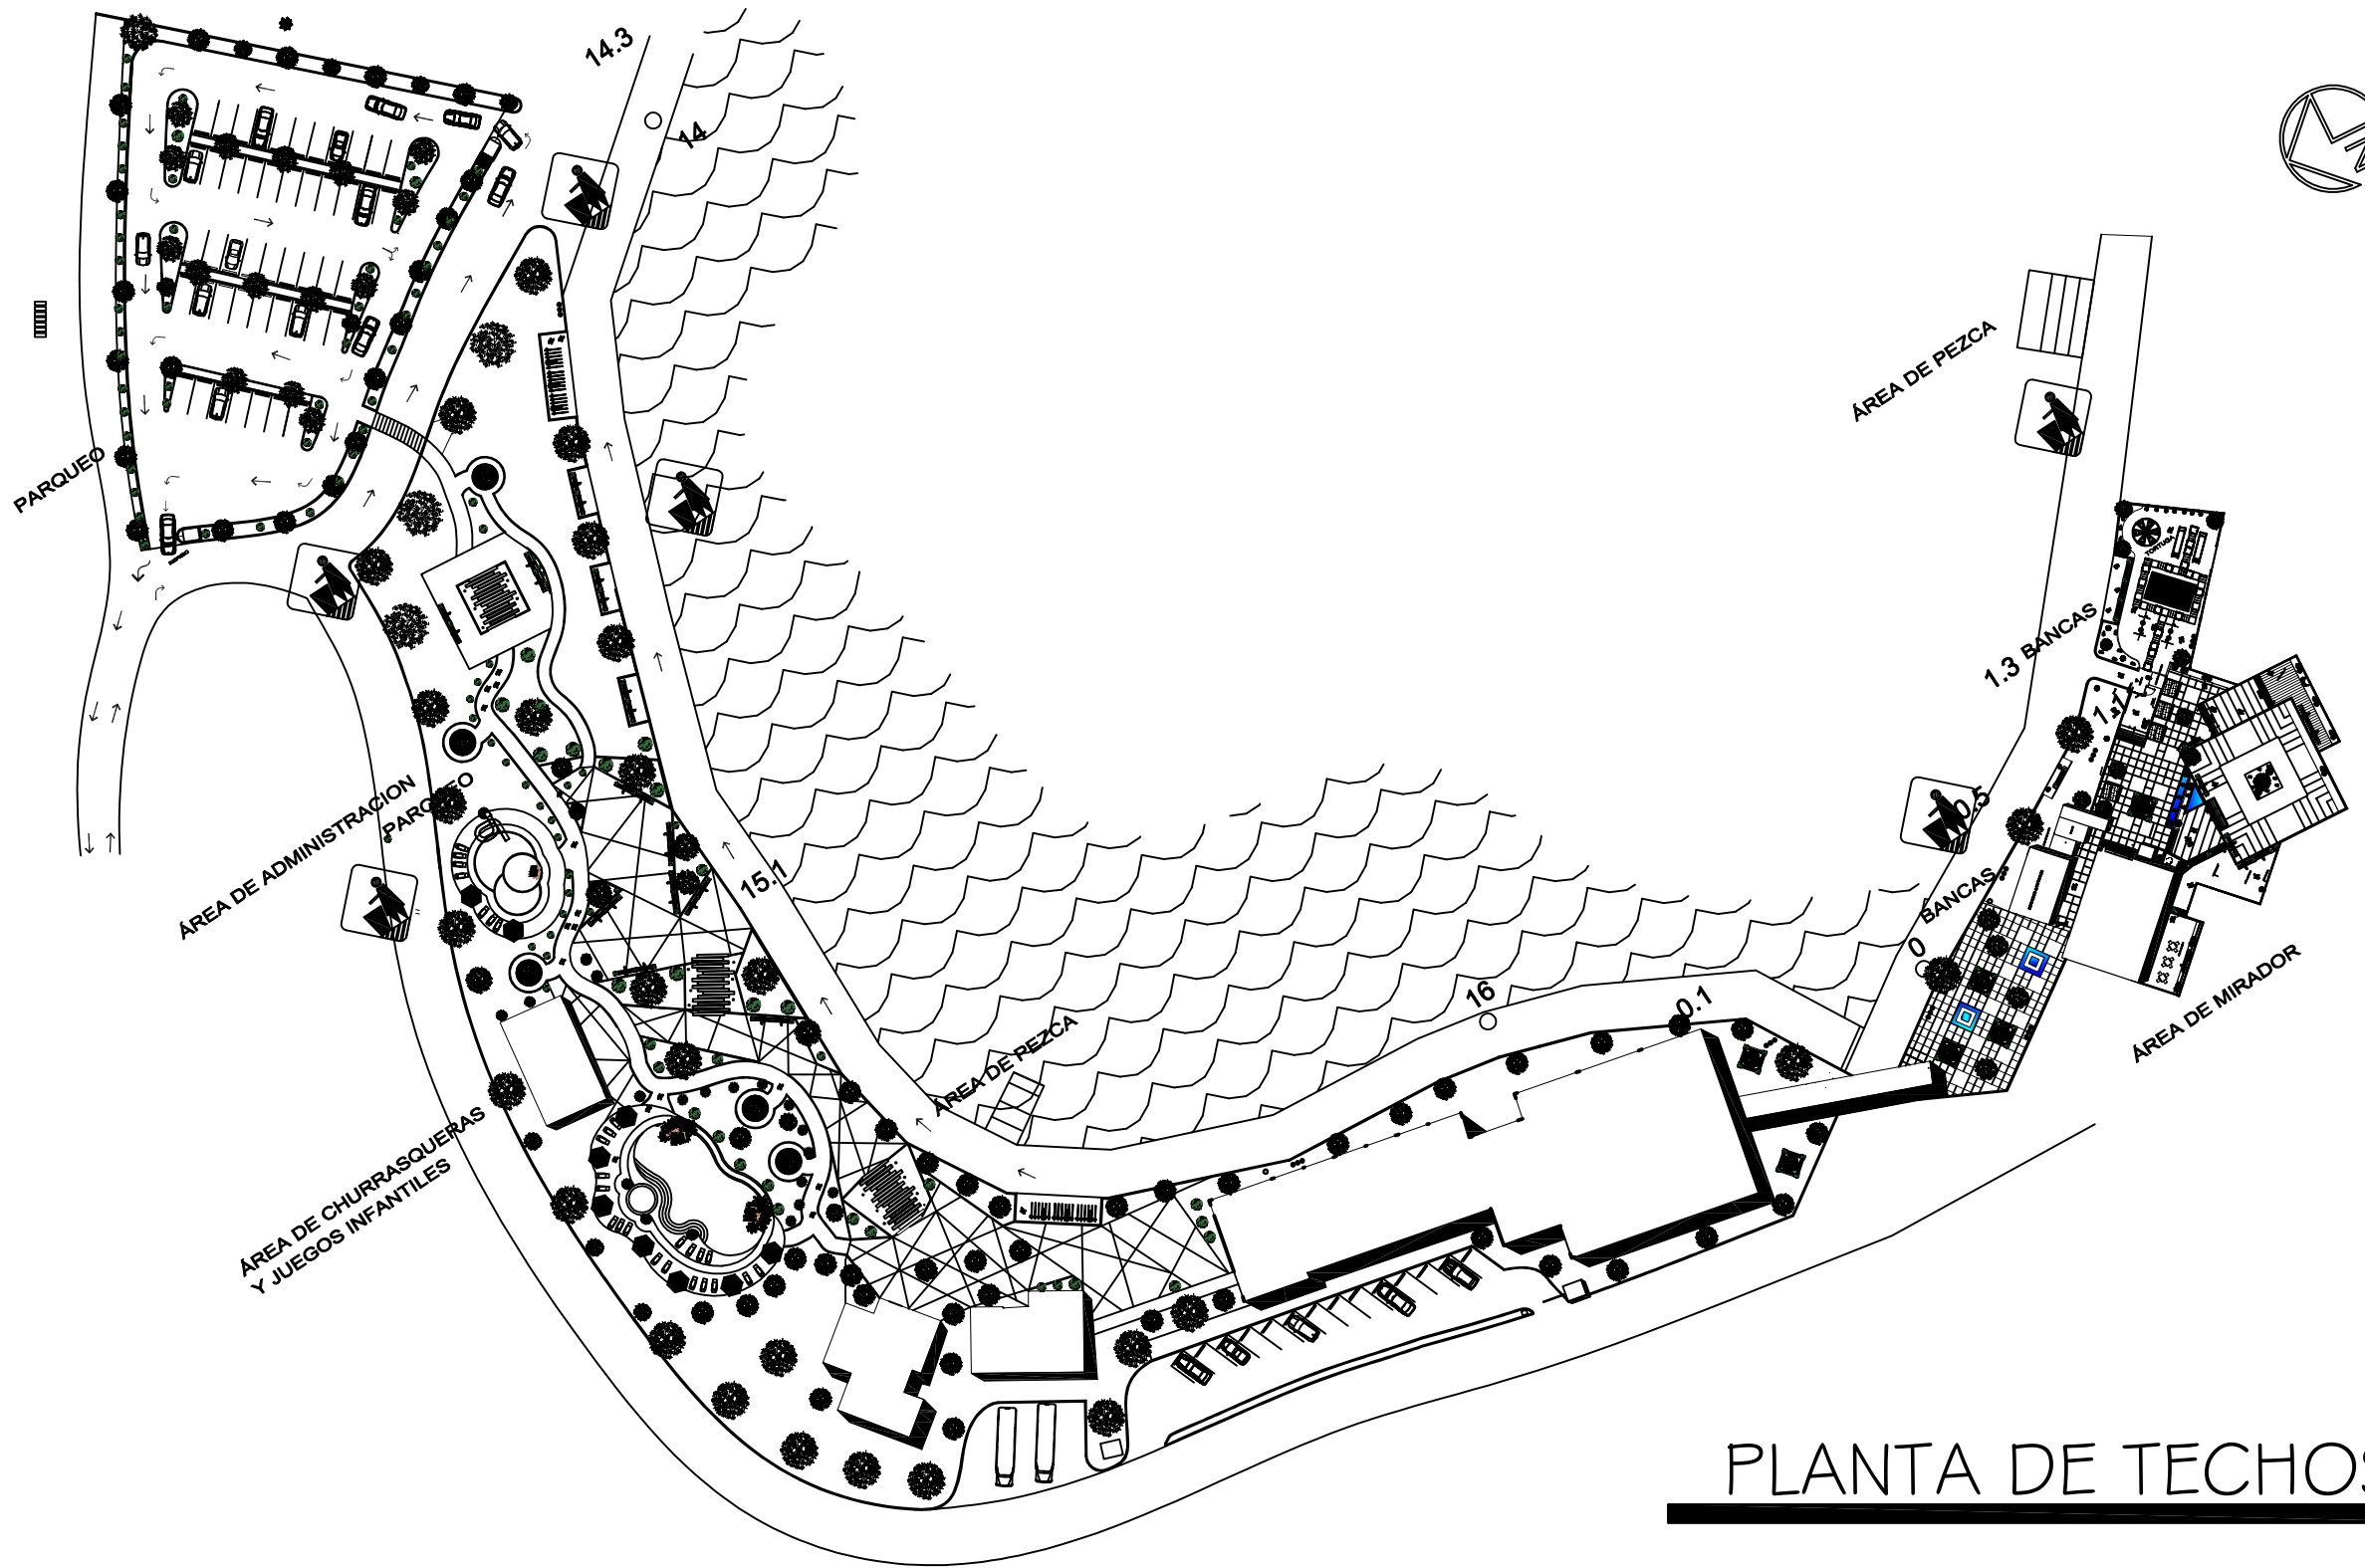 14.3
14
ÁREA DE PEZCA
PARQUEO
TORTUGA
1.3 BANCAS
1.1
0.5
ÁREA DE ADMINISTRACION
PARQUEO
15.1
BANCAS
0
16
0.1
ÁREA DE PEZCA
ÁREA DE MIRADOR
ÁREA DE CHURRASQUERAS
Y JUEGOS INFANTILES
PLANTA DE TECHOS